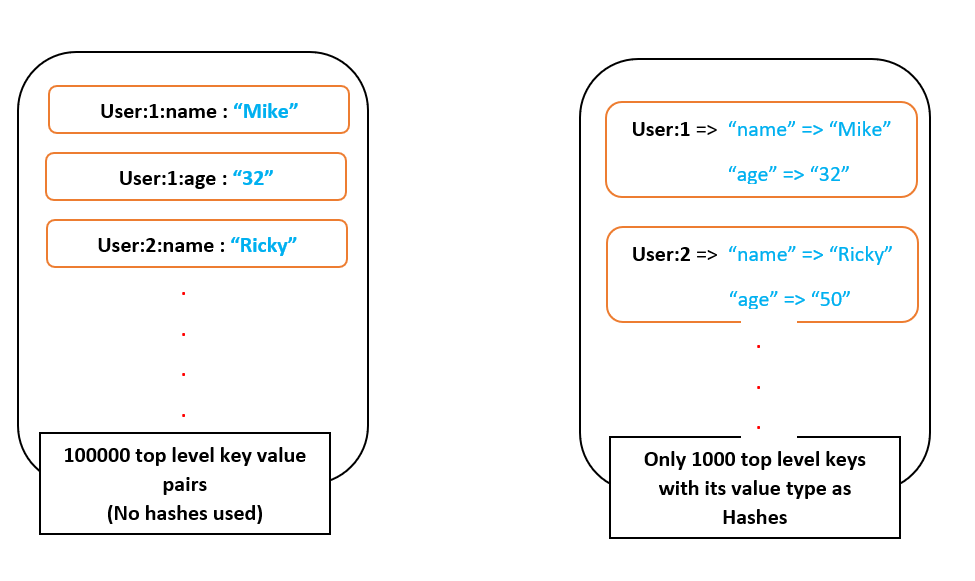 User:1:name : “Mike”
User:1:age : “32”
User:2:name : “Ricky”
.
.
.
.
100000 top level key value
pairs
(No hashes used)
User:1 => “name” => “Mike”
“age” => “32”
User:2 => “name” => “Ricky”
“age” => “50”
.
.
.
Only 1000 top level keys
with its value type as
Hashes